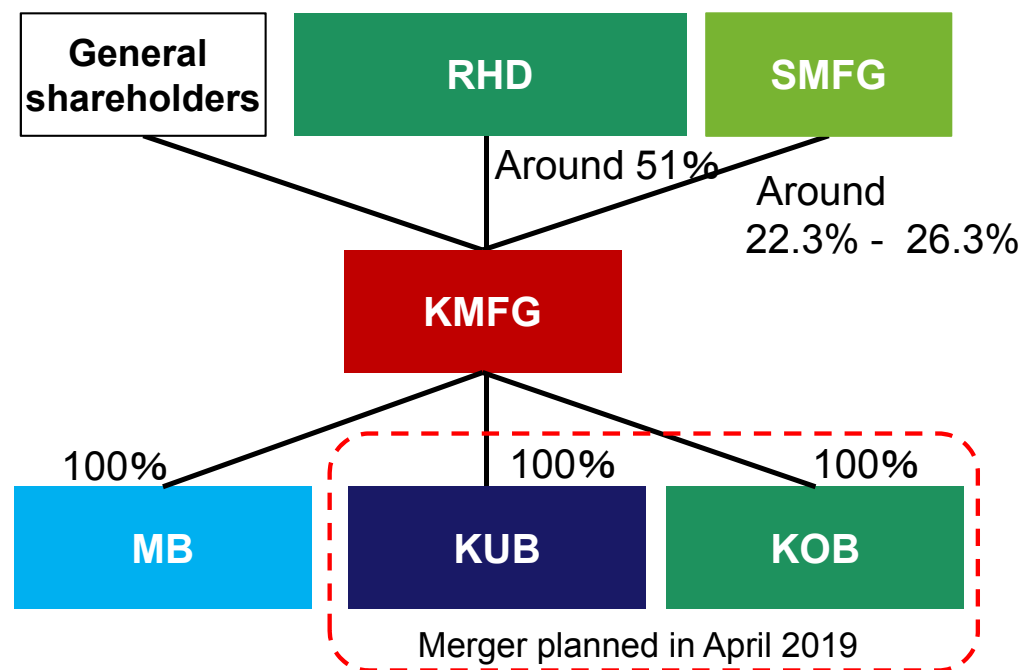 General
shareholders
RHD
SMFG
Around 51%
Around
22.3% - 26.3%
KMFG
100%
100%
100%
MB
KUB
KOB
Merger planned in April 2019